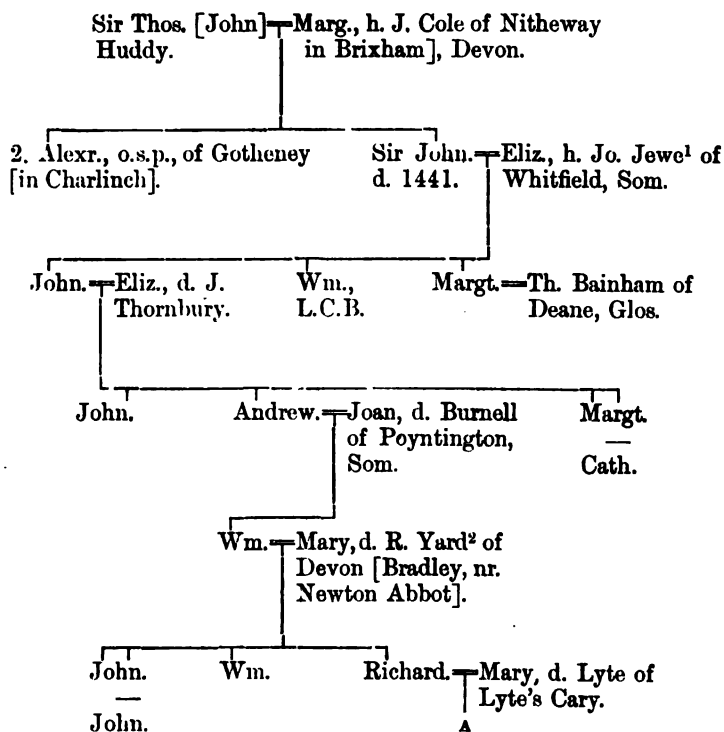 Sir Thos. [John] Marg., h. J. Cole of Nitheway
Huddy. in Brixham], Devon.
2. Alexr., o.s.p., of Gotheney Sir John. Eliz., h. Jo. Jewe¹ of
[in Charlinch]. d. 1441. Whitfield, Som.
John. Eliz., d. J. Wm., Margt. Th. Bainham of
Thornbury. L.C.B. Deane, Glos.
John. Andrew. Joan, d. Burnell Margt.
of Poyntington, —
Som. Cath.
Wm. Mary, d. R. Yard² of
Devon [Bradley, nr.
Newton Abbot].
John. Wm. Richard. Mary, d. Lyte of
— Lyte's Cary.
John. A